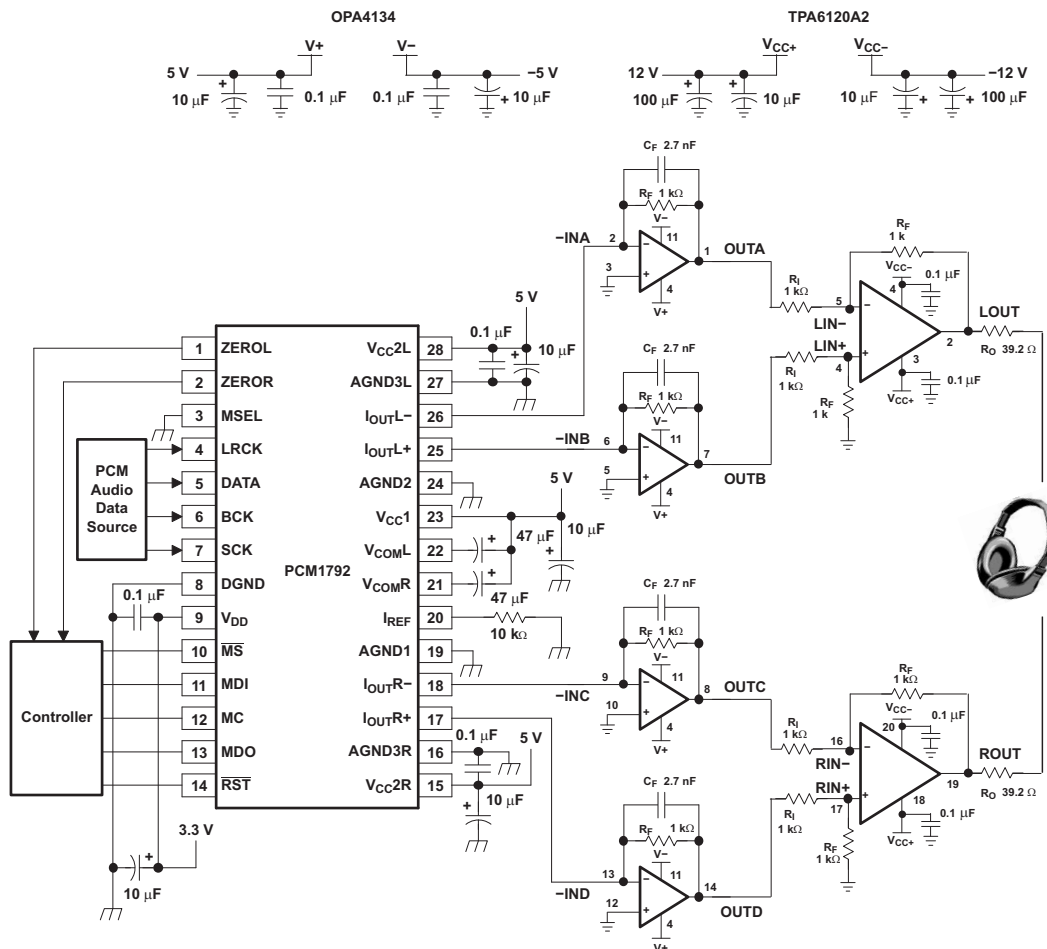 OPA4134
V+
V−
5 V
−5 V
10 μF
0.1 μF
0.1 μF
10 μF
TPA6120A2
VCC+
VCC−
12 V
−12 V
100 μF
10 μF
10 μF
100 μF
CF 2.7 nF
RF 1 kΩ
V−
−INA
2
11
1
OUTA
3
4
V+
RF
1 k
RI
1 kΩ
VCC−
0.1 μF
5
4
LIN−
LOUT
2
RO 39.2 Ω
LIN+
4
3
RI
1 kΩ
VCC+
0.1 μF
RF
1 k
CF 2.7 nF
RF 1 kΩ
V−
−INB
6
11
7
OUTB
5
4
V+
5 V
0.1 μF
10 μF
PCM1792
1 ZEROL
2 ZEROR
3 MSEL
4 LRCK
5 DATA
6 BCK
7 SCK
8 DGND
9 VDD
10 MS
11 MDI
12 MC
13 MDO
14 RST
VCC2L 28
AGND3L 27
IOUTL− 26
IOUTL+ 25
AGND2 24
VCC1 23
VCOML 22
VCOMR 21
IREF 20
AGND1 19
IOUTR− 18
IOUTR+ 17
AGND3R 16
VCC2R 15
PCM
Audio
Data
Source
Controller
0.1 μF
3.3 V
10 μF
5 V
47 μF
10 μF
47 μF
10 kΩ
0.1 μF
5 V
10 μF
CF 2.7 nF
RF 1 kΩ
V−
−INC
9
11
8
OUTC
10
4
V+
RF
1 kΩ
RI
1 kΩ
VCC−
0.1 μF
16
20
RIN−
ROUT
19
RO 39.2 Ω
RIN+
17
18
RI
1 kΩ
VCC+
0.1 μF
RF
1 kΩ
CF 2.7 nF
RF 1 kΩ
V−
−IND
13
11
14
OUTD
12
4
V+